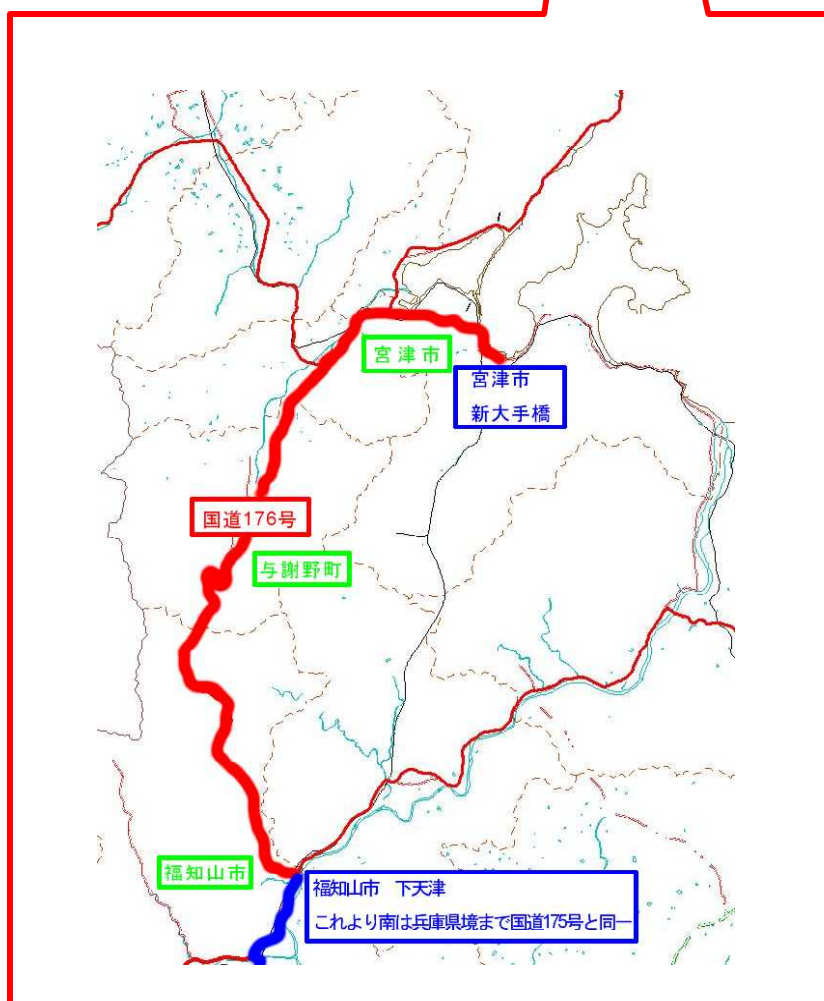 宮津市
宮津市
新大手橋
国道176号
与謝野町
福知山市
福知山市 下天津
これより南は兵庫県境まで国道175号と同一